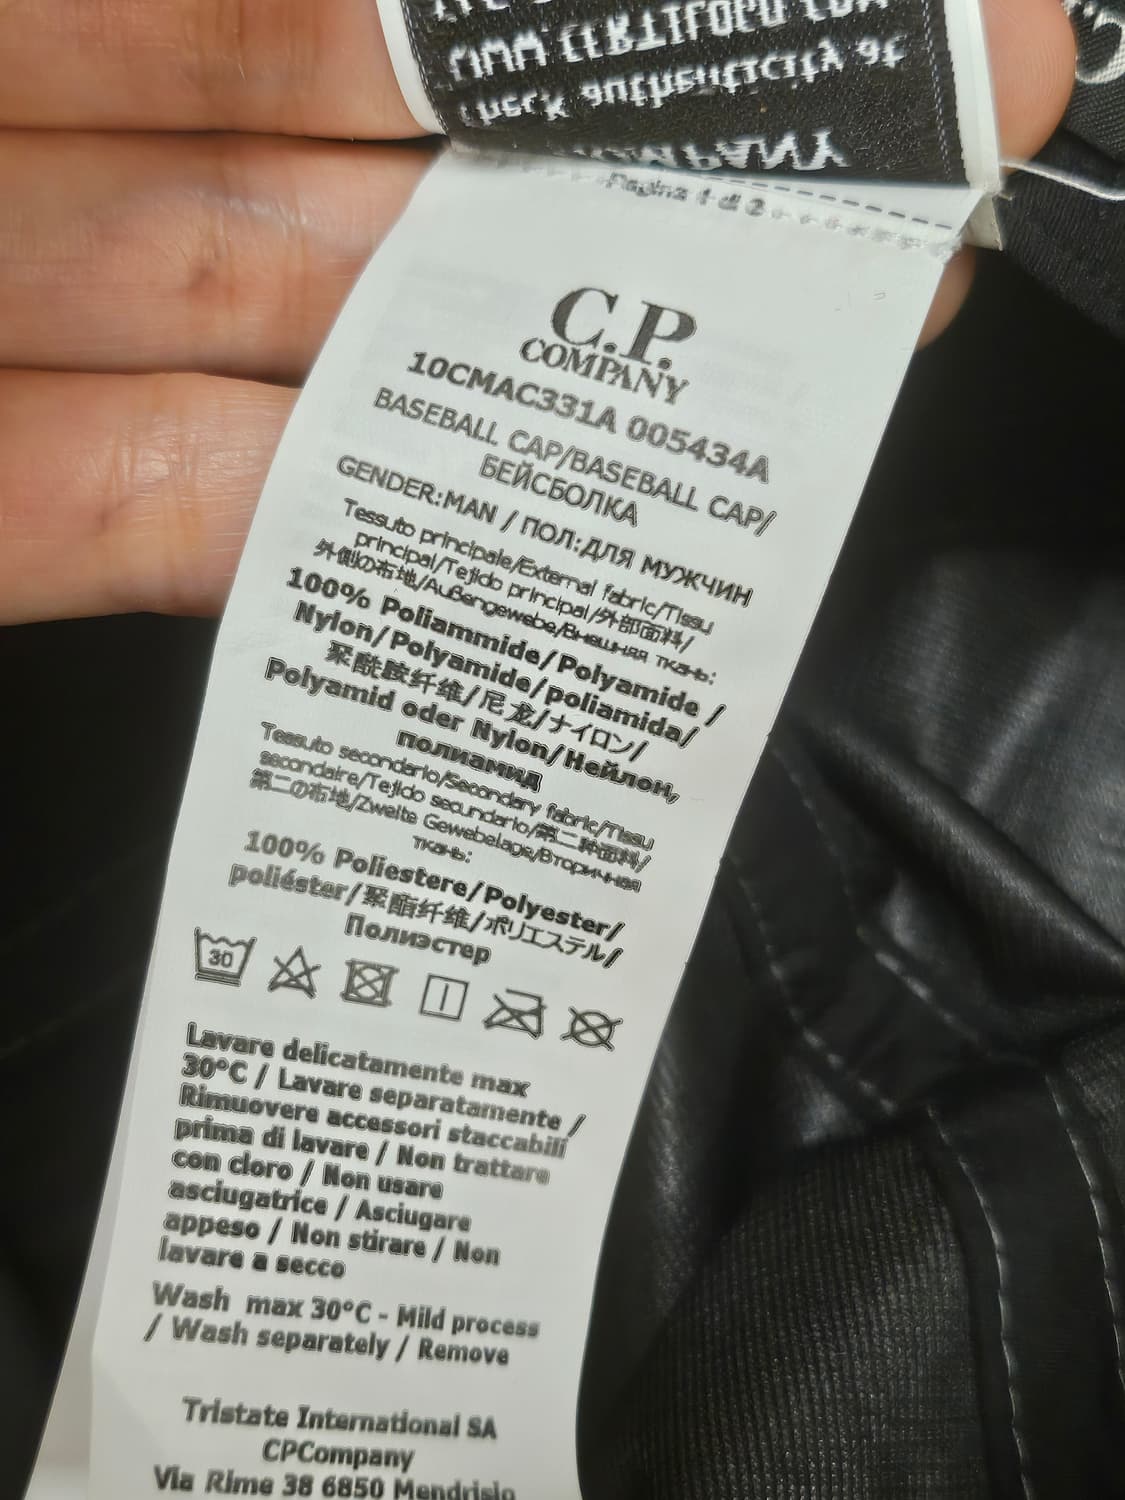 WWW.CERTILOGO.COM
Check authenticity at
COMPANY
Pagina 1 di 2
C.P.
COMPANY
10CMAC331A 005434A
BASEBALL CAP/BASEBALL CAP/
БЕЙСБОЛКА
GENDER:MAN / ПОЛ:ДЛЯ МУЖЧИН
Tessuto principale/External fabric/Tissu
principal/Tejido principal/外部面料/
外側の布地/Außengewebe/Внешняя ткань:
100% Poliammide/Polyamide /
Nylon/Polyamide/poliamida/
聚酰胺纤维/尼龙/ナイロン/
Polyamid oder Nylon/Нейлон,
полиамид
Tessuto secondario/Secondary fabric/Tissu
secondaire/Tejido secundario/第二种面料/
第二の布地/Zweite Gewebelage/Вторичная
ткань:
100% Poliestere/Polyester/
poliéster/聚酯纤维/ポリエステル/
Полиэстер
30
Lavare delicatamente max
30°C / Lavare separatamente /
Rimuovere accessori staccabili
prima di lavare / Non trattare
con cloro / Non usare
asciugatrice / Asciugare
appeso / Non stirare / Non
lavare a secco
Wash max 30°C - Mild process
/ Wash separately / Remove
Tristate International SA
CPCompany
Via Rime 38 6850 Mendrisio